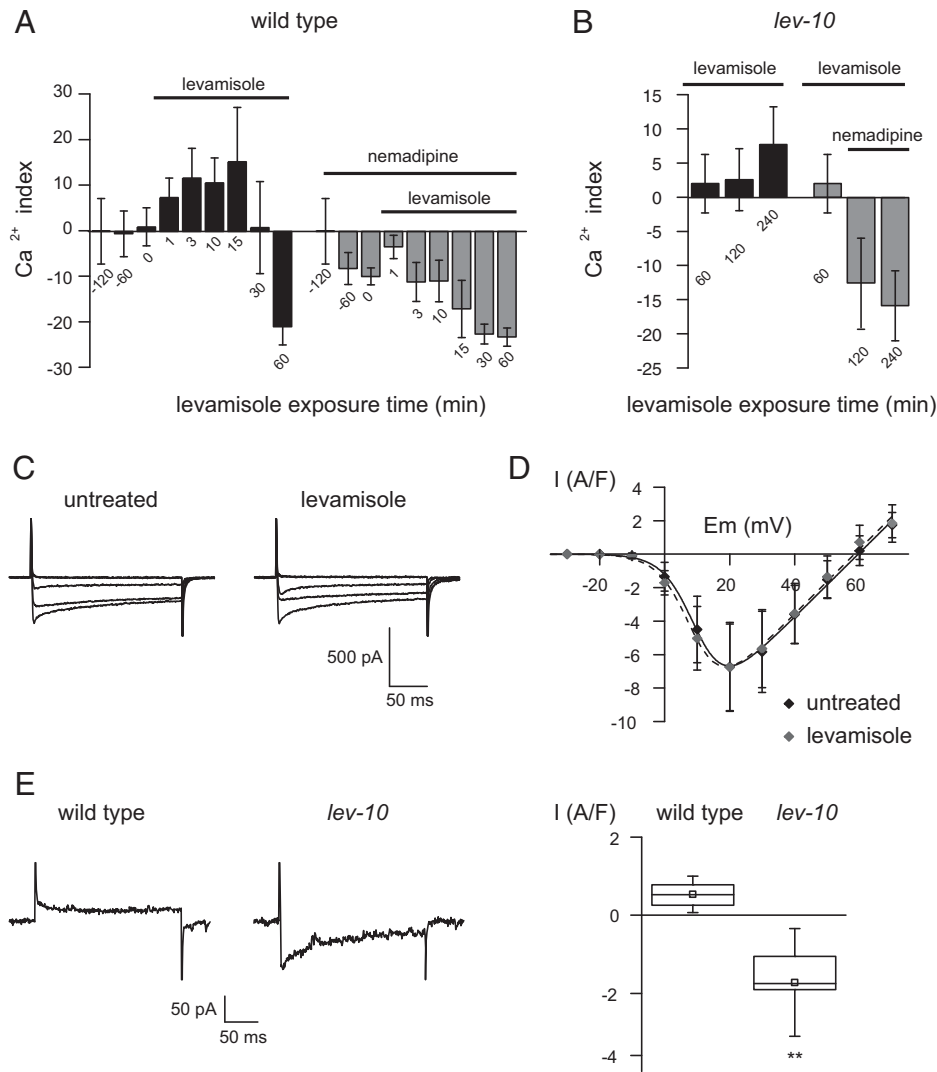 A
wild type
levamisole
nemadipine
levamisole
Ca 2+ index
30
20
10
0
-10
-20
-30
-120
-60
0
1
3
10
15
30
60
-120
-60
0
1
3
10
15
30
60
levamisole exposure time (min)
B
lev-10
levamisole
levamisole
nemadipine
Ca 2+ index
15
10
5
0
-5
-10
-15
-20
-25
60
120
240
60
120
240
levamisole exposure time (min)
C
untreated
levamisole
500 pA
50 ms
D
I (A/F)
Em (mV)
4
2
0
-2
-4
-6
-8
-10
-20
20
40
60
untreated
levamisole
E
wild type
lev-10
50 pA
50 ms
I (A/F)
wild type
lev-10
2
0
-2
-4
**